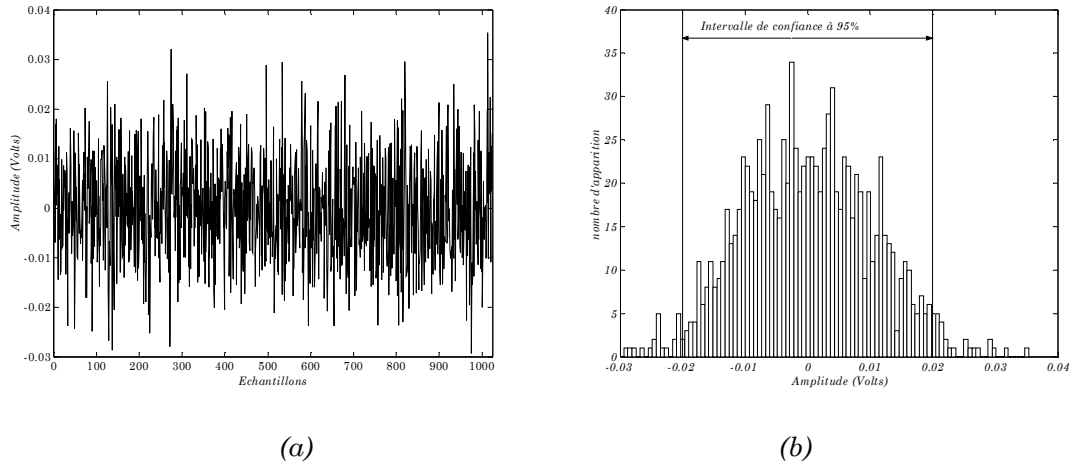 0.04
0.03
0.02
0.01
0
-0.01
-0.02
-0.03
Amplitude (Volts)
0 100 200 300 400 500 600 700 800 900 1000
Echantillons
(a)
40
35
30
25
20
15
10
5
0
nombre d'apparition
Intervalle de confiance à 95%
-0.03 -0.02 -0.01 0 0.01 0.02 0.03 0.04
Amplitude (Volts)
(b)